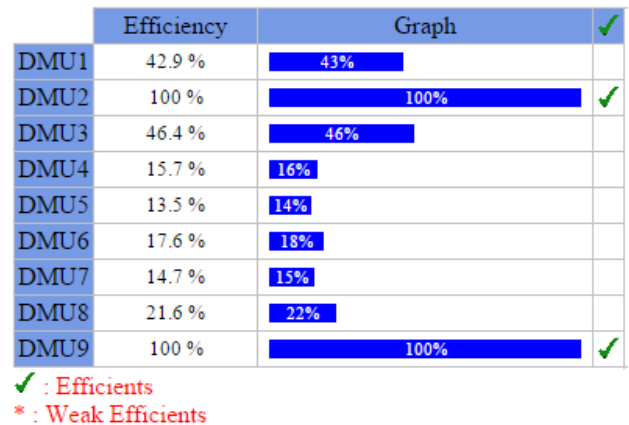 Efficiency Graph ✓
DMU1 42.9 % 43%
DMU2 100 % 100% ✓
DMU3 46.4 % 46%
DMU4 15.7 % 16%
DMU5 13.5 % 14%
DMU6 17.6 % 18%
DMU7 14.7 % 15%
DMU8 21.6 % 22%
DMU9 100 % 100% ✓
✓ : Efficients
* : Weak Efficients